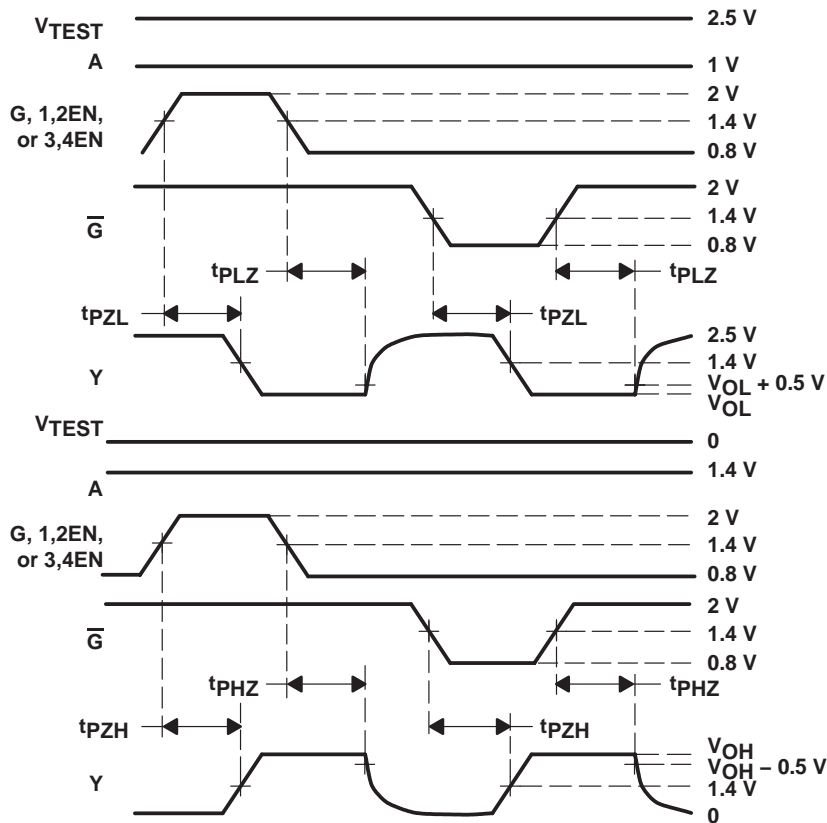 VTEST
2.5 V
A
1 V
G, 1,2EN,
or 3,4EN
2 V
1.4 V
0.8 V
G
2 V
1.4 V
0.8 V
tPLZ
tPLZ
tPZL
tPZL
Y
2.5 V
1.4 V
VOL + 0.5 V
VOL
VTEST
0
A
1.4 V
G, 1,2EN,
or 3,4EN
2 V
1.4 V
0.8 V
G
2 V
1.4 V
0.8 V
tPHZ
tPHZ
tPZH
tPZH
Y
VOH
VOH – 0.5 V
1.4 V
0